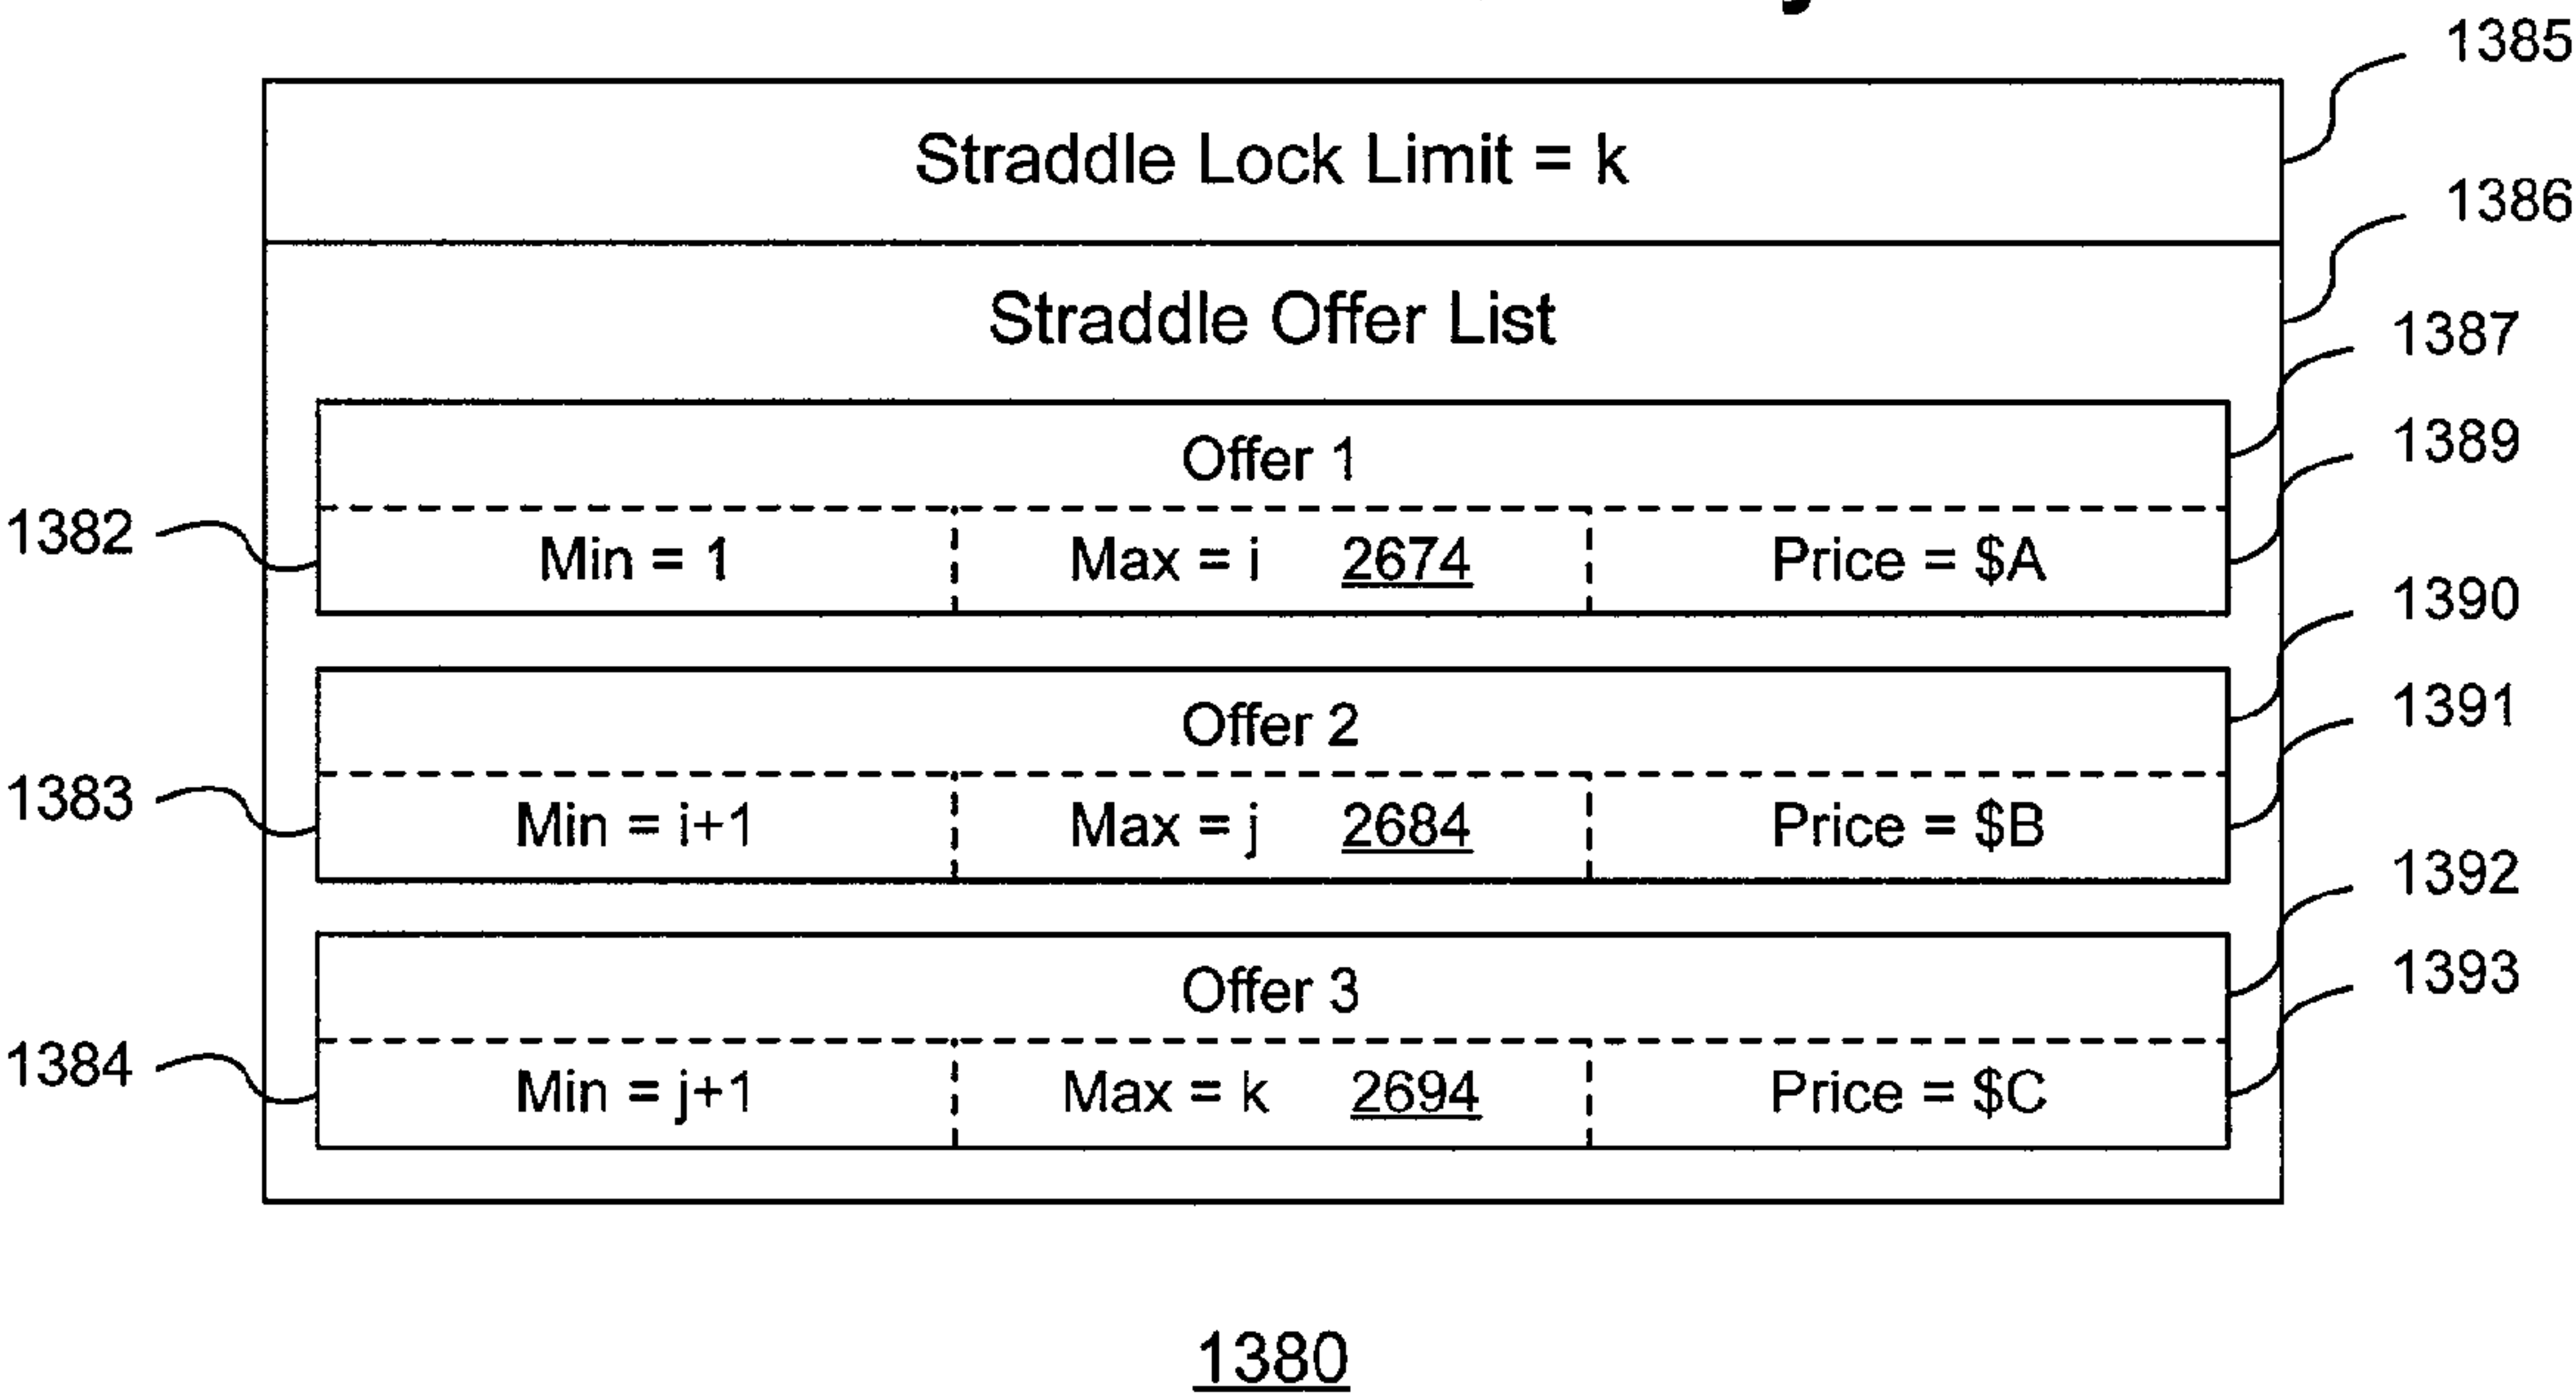 1385
Straddle Lock Limit = k
1386
Straddle Offer List
1387
Offer 1
1389
1382
Min = 1 Max = i 2674 Price = $A
1390
Offer 2
1391
1383
Min = i+1 Max = j 2684 Price = $B
1392
Offer 3
1393
1384
Min = j+1 Max = k 2694 Price = $C
1380